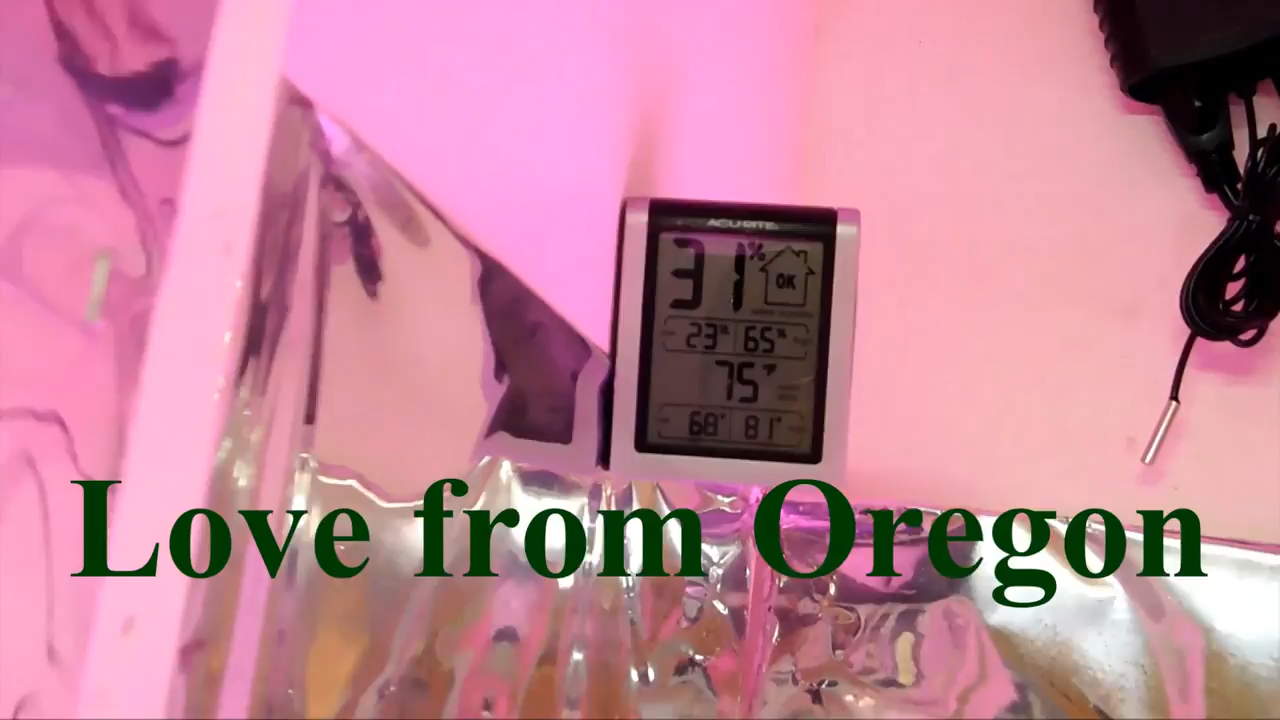 ACURITE
31%
OK
23% 65%
75°F
68° 81°
Love from Oregon